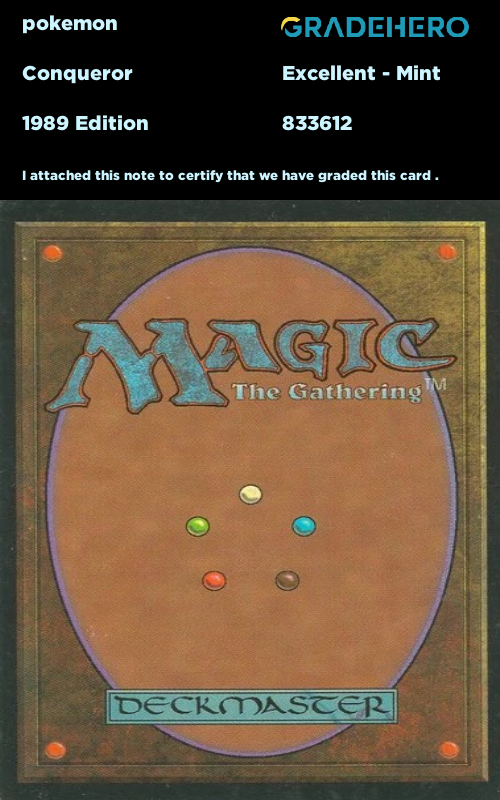 pokemon
GRADEHERO
Conqueror
Excellent - Mint
1989 Edition
833612
I attached this note to certify that we have graded this card .
MAGIC
The Gathering™
DECKMASTER